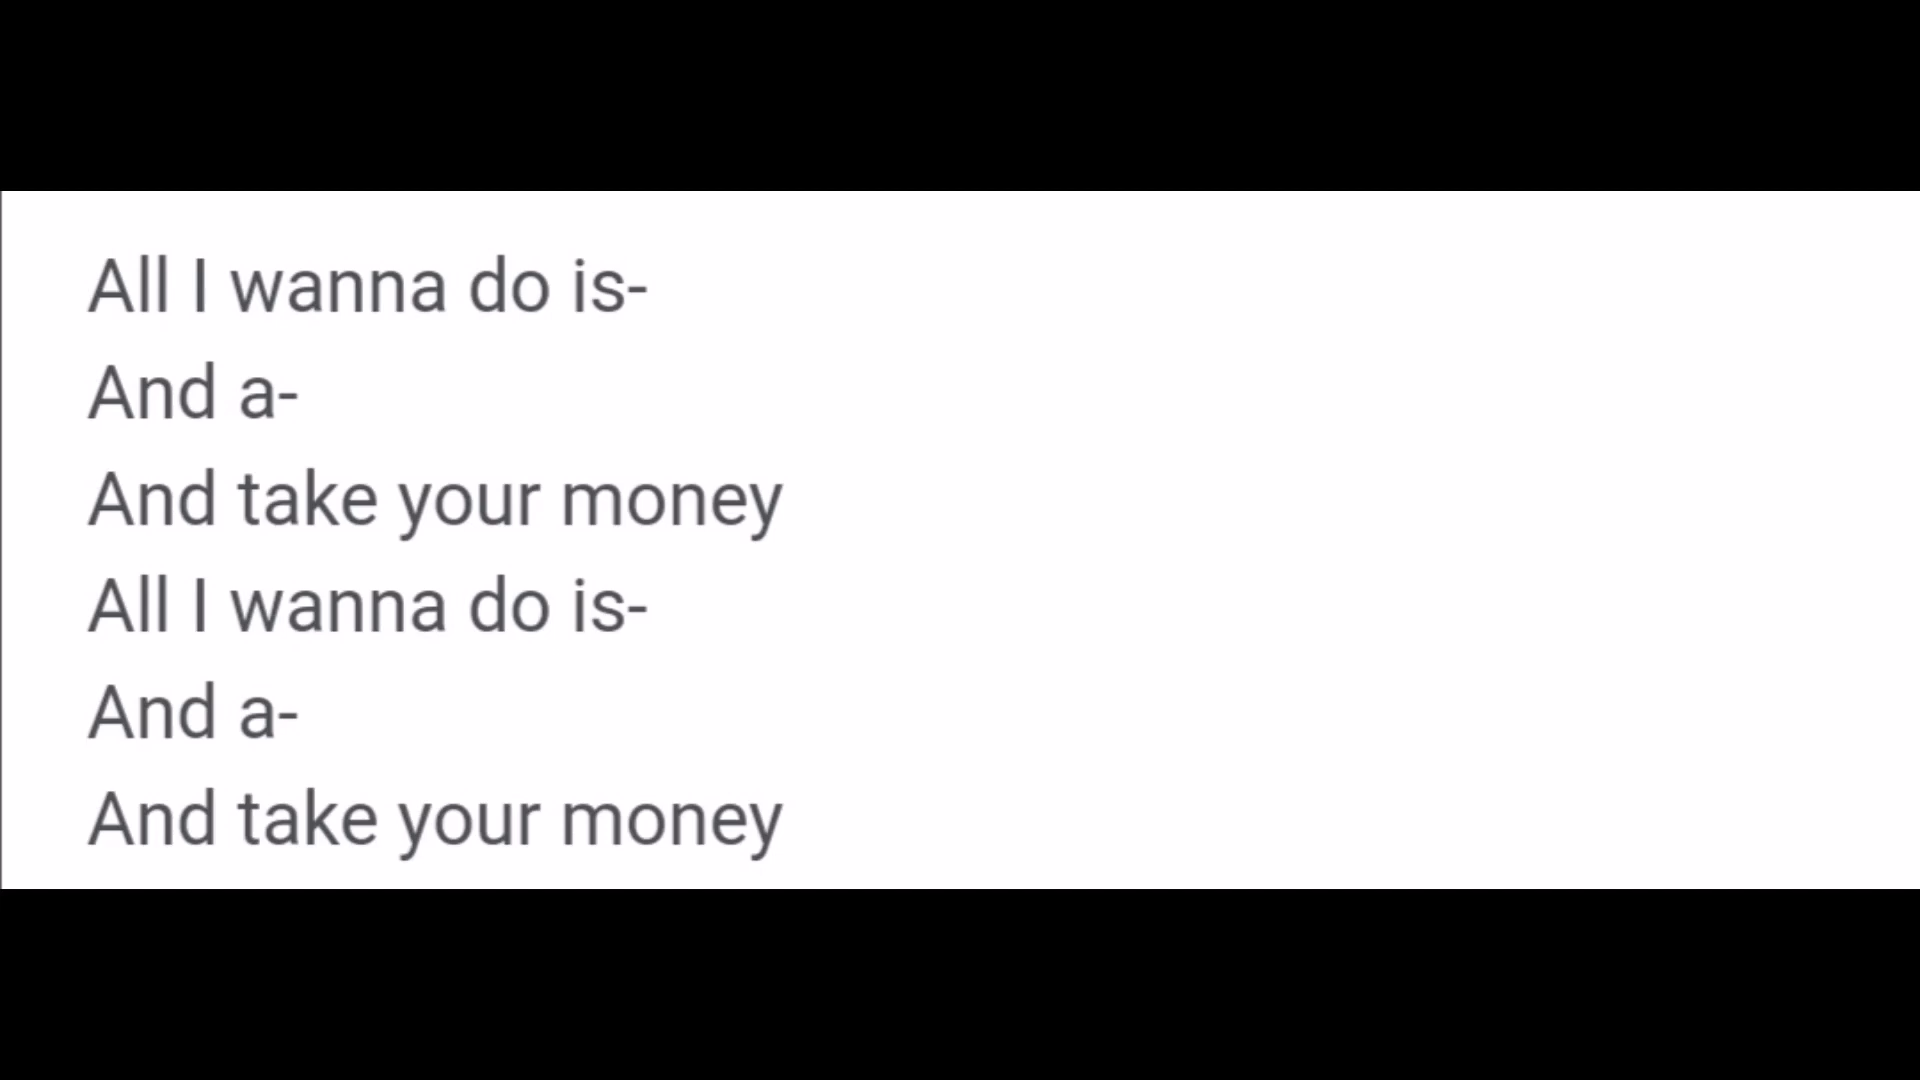 All I wanna do is-
And a-
And take your money
All I wanna do is-
And a-
And take your money